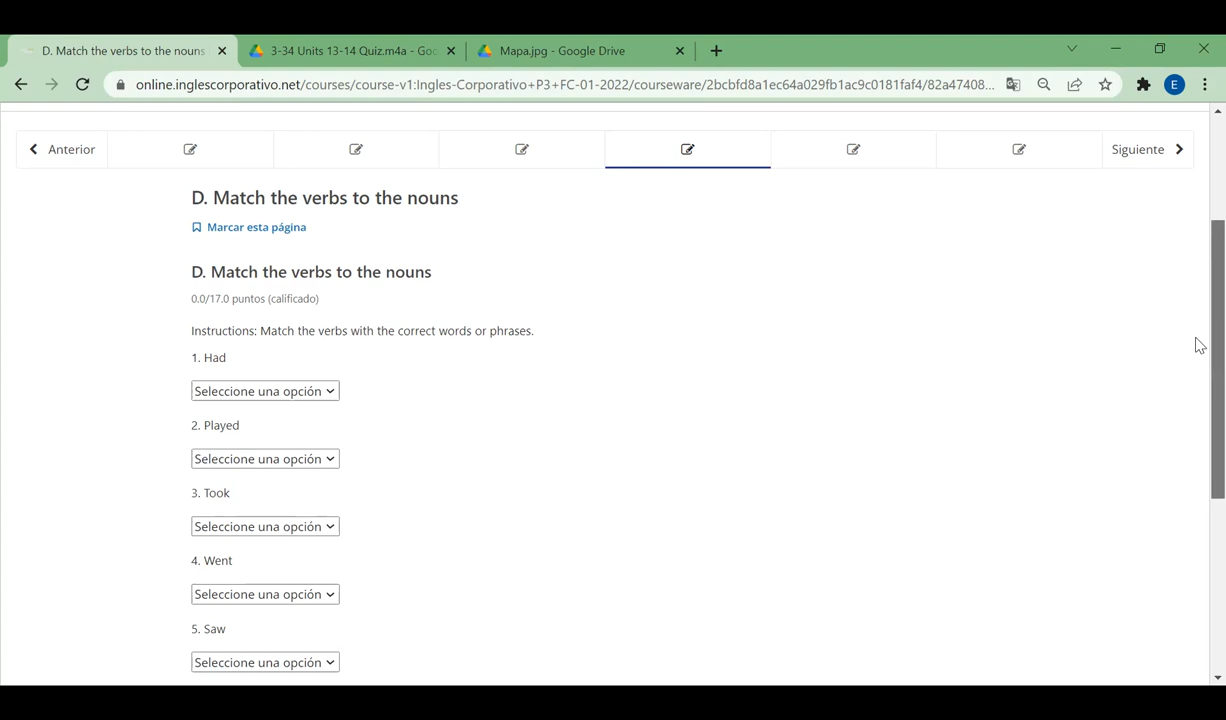 D. Match the verbs to the nouns
3-34 Units 13-14 Quiz.m4a - Goo
Mapa.jpg - Google Drive
online.inglescorporativo.net/courses/course-v1:Ingles-Corporativo+P3+FC-01-2022/courseware/2bcbfd8a1ec64a029fb1ac9c0181faf4/82a47408...
E
Anterior
Siguiente
D. Match the verbs to the nouns
Marcar esta página
D. Match the verbs to the nouns
0.0/17.0 puntos (calificado)
Instructions: Match the verbs with the correct words or phrases.
1. Had
Seleccione una opción
2. Played
Seleccione una opción
3. Took
Seleccione una opción
4. Went
Seleccione una opción
5. Saw
Seleccione una opción